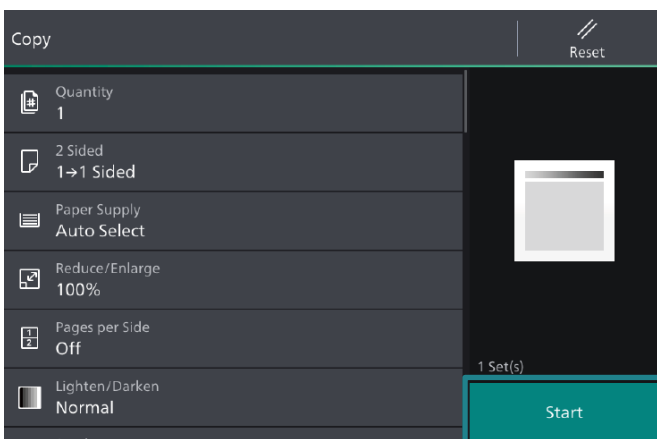 Copy
Reset
Quantity
1
2 Sided
1→1 Sided
Paper Supply
Auto Select
Reduce/Enlarge
100%
Pages per Side
Off
Lighten/Darken
Normal
1 Set(s)
Start